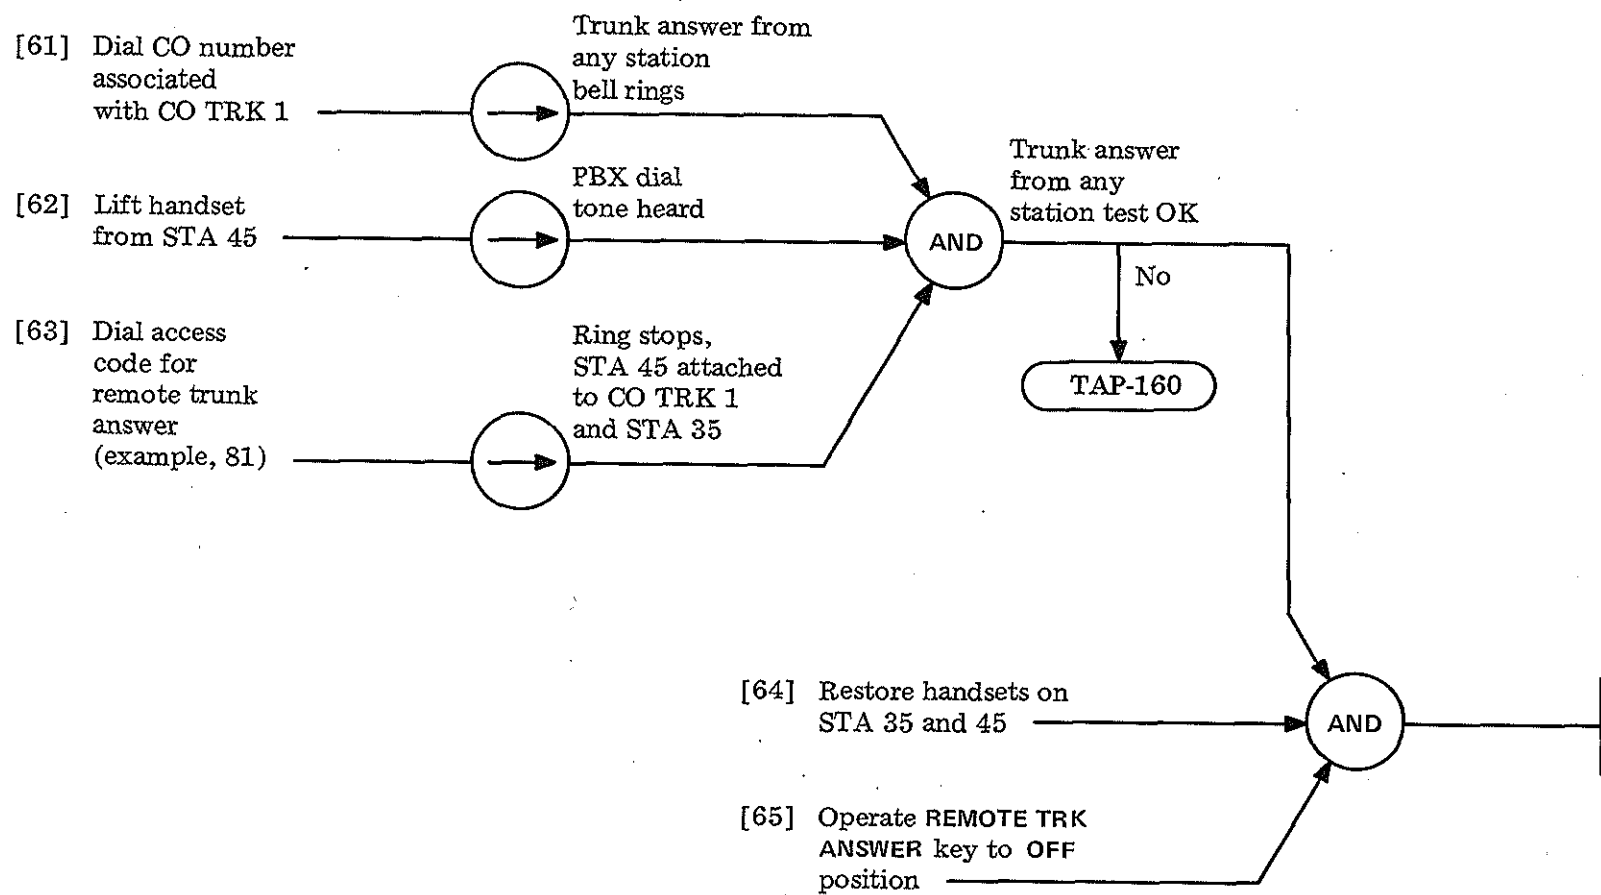 [61] Dial CO number
associated
with CO TRK 1
Trunk answer from
any station
bell rings
[62] Lift handset
from STA 45
PBX dial
tone heard
AND
Trunk answer
from any
station test OK
No
TAP-160
[63] Dial access
code for
remote trunk
answer
(example, 81)
Ring stops,
STA 45 attached
to CO TRK 1
and STA 35
[64] Restore handsets on
STA 35 and 45
AND
[65] Operate REMOTE TRK
ANSWER key to OFF
position